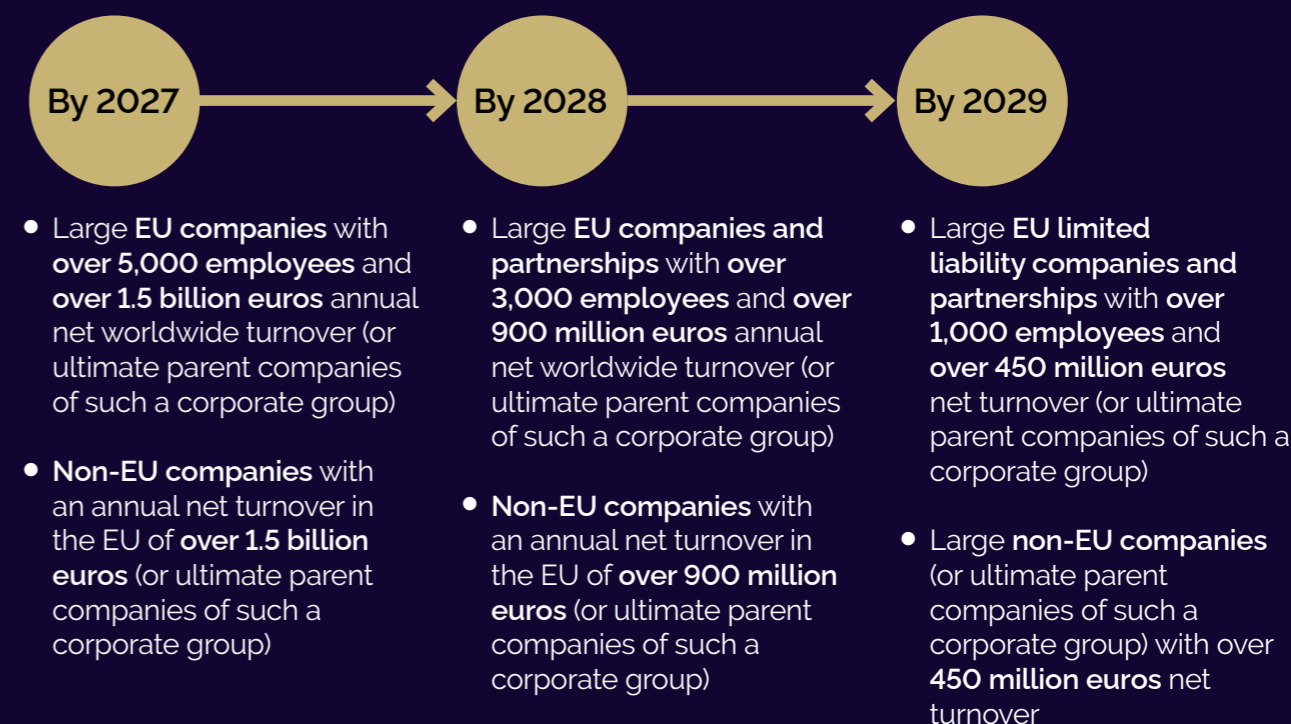 By 2027
By 2028
By 2029
• Large EU companies with
over 5,000 employees and
over 1.5 billion euros annual
net worldwide turnover (or
ultimate parent companies
of such a corporate group)
• Non-EU companies with
an annual net turnover in
the EU of over 1.5 billion
euros (or ultimate parent
companies of such a
corporate group)
• Large EU companies and
partnerships with over
3,000 employees and over
900 million euros annual
net worldwide turnover (or
ultimate parent companies
of such a corporate group)
• Non-EU companies with
an annual net turnover in
the EU of over 900 million
euros (or ultimate parent
companies of such a
corporate group)
• Large EU limited
liability companies and
partnerships with over
1,000 employees and
over 450 million euros
net turnover (or ultimate
parent companies of such a
corporate group)
• Large non-EU companies
(or ultimate parent
companies of such a
corporate group) with over
450 million euros net
turnover